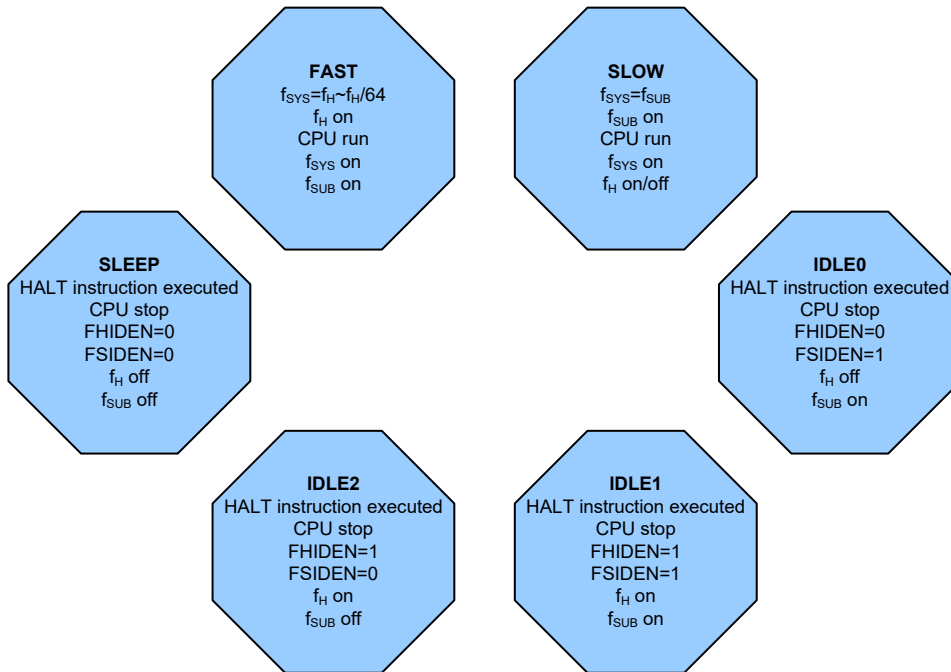 FAST
fSYS=fH~fH/64
fH on
CPU run
fSYS on
fSUB on
SLOW
fSYS=fSUB
fSUB on
CPU run
fSYS on
fH on/off
SLEEP
HALT instruction executed
CPU stop
FHIDEN=0
FSIDEN=0
fH off
fSUB off
IDLE0
HALT instruction executed
CPU stop
FHIDEN=0
FSIDEN=1
fH off
fSUB on
IDLE2
HALT instruction executed
CPU stop
FHIDEN=1
FSIDEN=0
fH on
fSUB off
IDLE1
HALT instruction executed
CPU stop
FHIDEN=1
FSIDEN=1
fH on
fSUB on